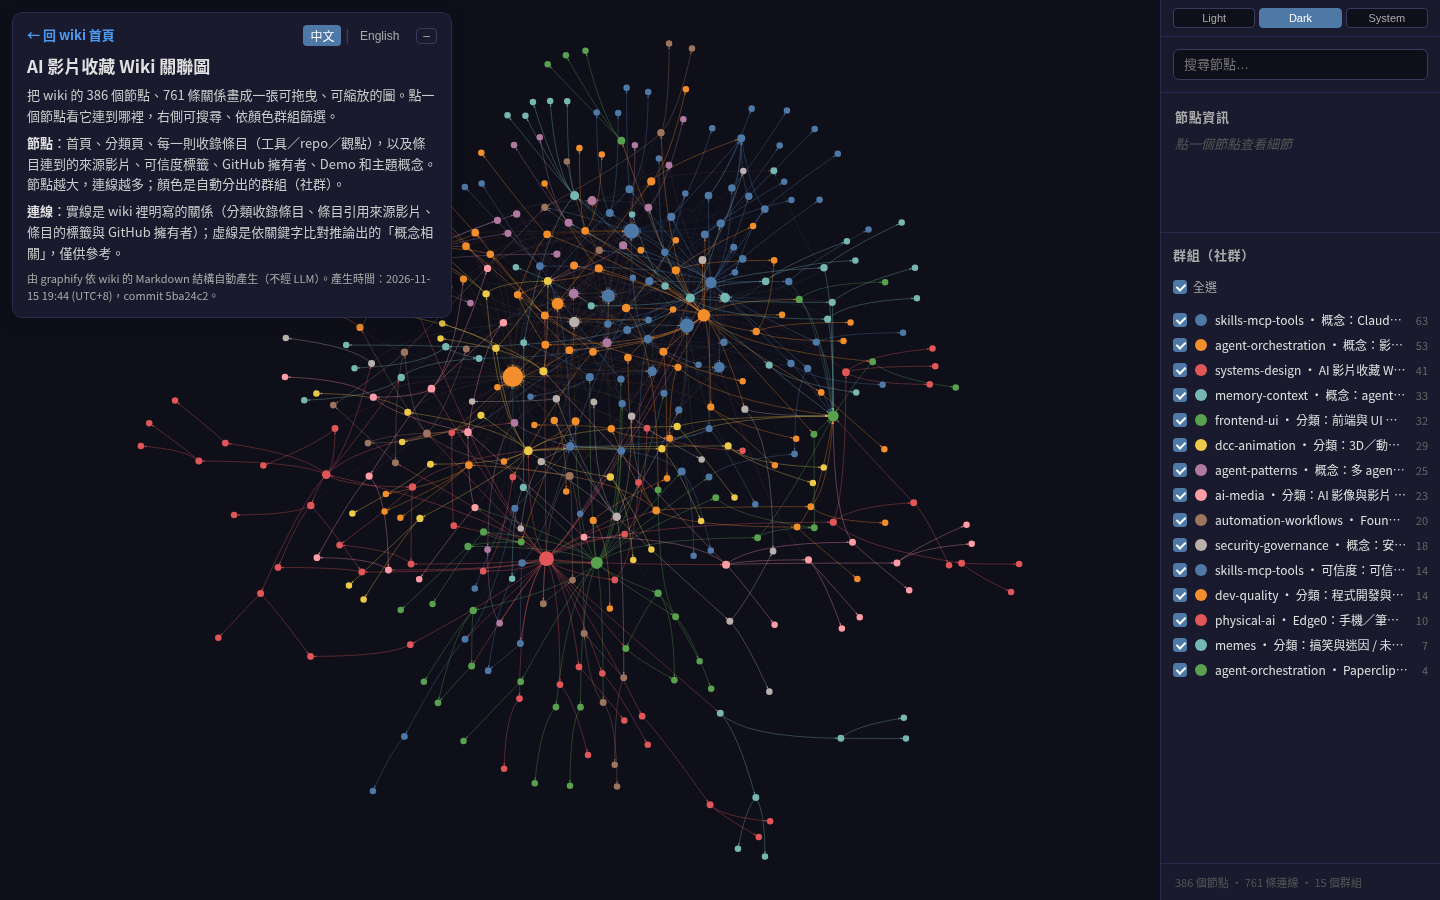 ← 回 wiki 首頁
中文 | English
–
AI 影片收藏 Wiki 關聯圖
把 wiki 的 386 個節點、761 條關係畫成一張可拖曳、可縮放的圖。點一
個節點看它連到哪裡，右側可搜尋、依顏色群組篩選。
節點：首頁、分類頁、每一則收錄條目（工具／repo／觀點），以及條
目連到的來源影片、可信度標籤、GitHub 擁有者、Demo 和主題概念。
節點越大，連線越多；顏色是自動分出的群組（社群）。
連線：實線是 wiki 裡明寫的關係（分類收錄條目、條目引用來源影片、
條目的標籤與 GitHub 擁有者）；虛線是依關鍵字比對推論出的「概念相
關」，僅供參考。
由 graphify 依 wiki 的 Markdown 結構自動產生（不經 LLM）。產生時間：2026-11-
15 19:44 (UTC+8)，commit 5ba24c2。
Light
Dark
System
搜尋節點…
節點資訊
點一個節點查看細節
群組（社群）
全選
skills-mcp-tools · 概念：Claud… 63
agent-orchestration · 概念：影… 53
systems-design · AI 影片收藏 W… 41
memory-context · 概念：agent… 33
frontend-ui · 分類：前端與 UI … 32
dcc-animation · 分類：3D／動… 29
agent-patterns · 概念：多 agen… 25
ai-media · 分類：AI 影像與影片 … 23
automation-workflows · Foun… 20
security-governance · 概念：安… 18
skills-mcp-tools · 可信度：可信… 14
dev-quality · 分類：程式開發與… 14
physical-ai · Edge0：手機／筆… 10
memes · 分類：搞笑與迷因 / 未… 7
agent-orchestration · Paperclip… 4
386 個節點 · 761 條連線 · 15 個群組